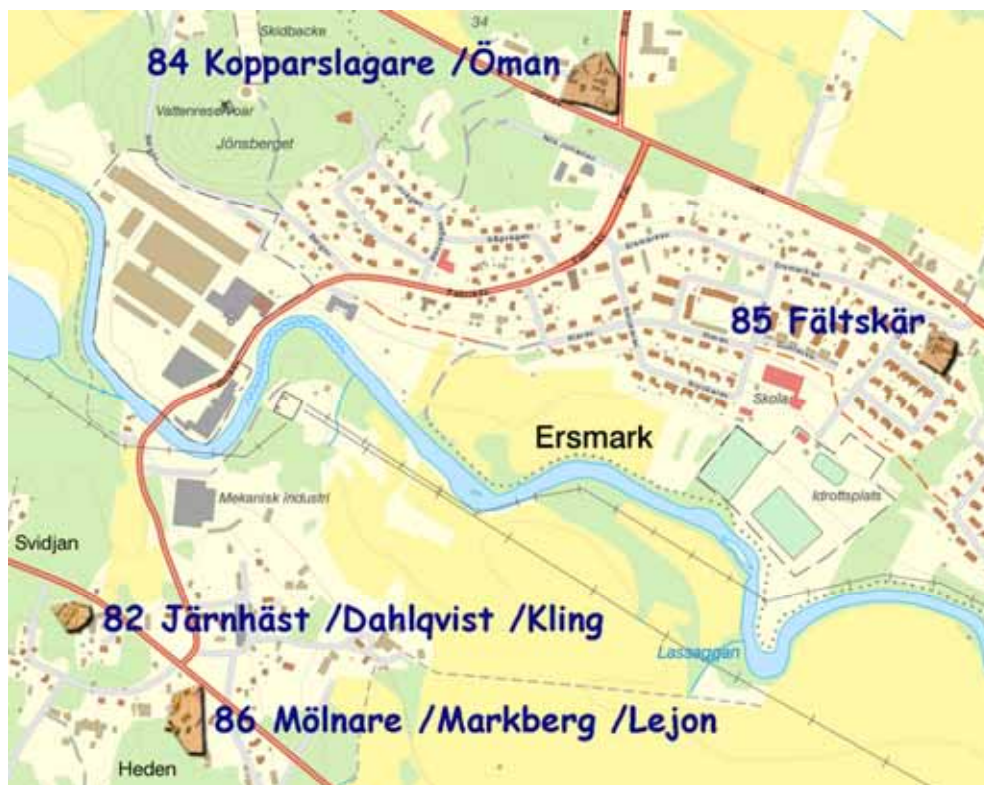 34
Skidbacke
84 Kopparslagare /Öman
Vattenreservoar
Jönsberget
85 Fältskär
Skola
Ersmark
Idrottsplats
Mekanisk industri
Svidjan
82 Järnhäst /Dahlqvist /Kling
Lassaggan
86 Mölnare /Markberg /Lejon
Heden